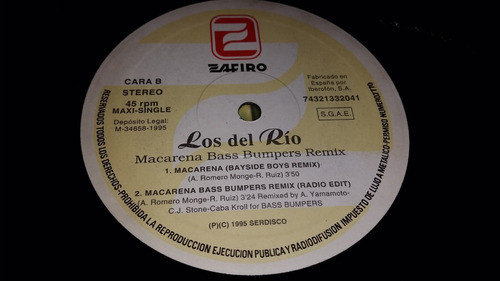 ZAFIRO
CARA B
STEREO
45 rpm
MAXI-SINGLE
Depósito Legal:
M-34658-1995
Fabricado en
España por
Iberofón, S.A.
74321332041
S.G.A.E.
Los del Río
Macarena Bass Bumpers Remix
1. MACARENA (BAYSIDE BOYS REMIX)
(A. Romero Monge-R. Ruiz) 3'50
2. MACARENA BASS BUMPERS REMIX (RADIO EDIT)
(A. Romero Monge-R. Ruiz) 3'24 Remixed by A. Yamamoto-
C.J. Stone-Caba Kroll for BASS BUMPERS
(P)(C) 1995 SERDISCO
RESERVADOS TODOS LOS DERECHOS-PROHIBIDA LA REPRODUCCION EJECUCION PUBLICA Y RADIODIFUSION IMPUESTO DE LUJO A METALICO-PERMISO NUMERO